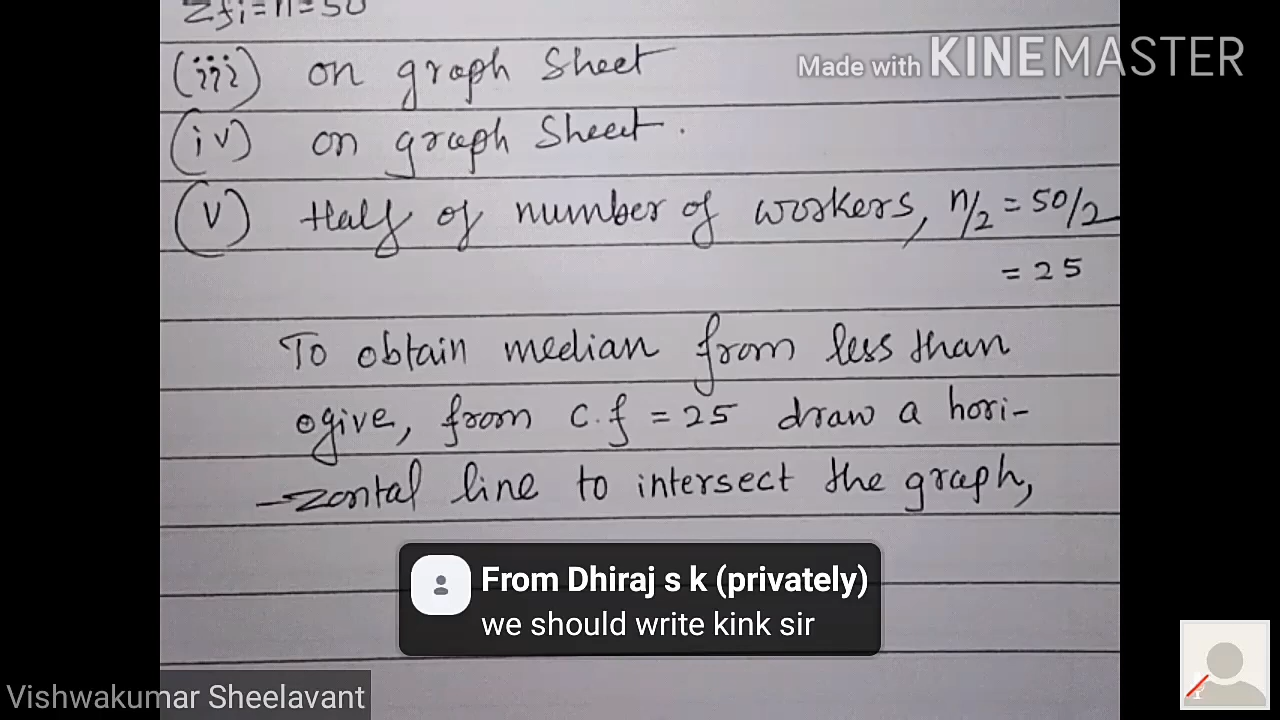 Σfi = n = 50
(iii) on graph Sheet
Made with KINEMASTER
(iv) on graph Sheet.
(v) Half of number of workers, n/2 = 50/2
= 25
To obtain median from less than
ogive, from c.f = 25 draw a hori-
-zontal line to intersect the graph,
From Dhiraj s k (privately)
we should write kink sir
Vishwakumar Sheelavant